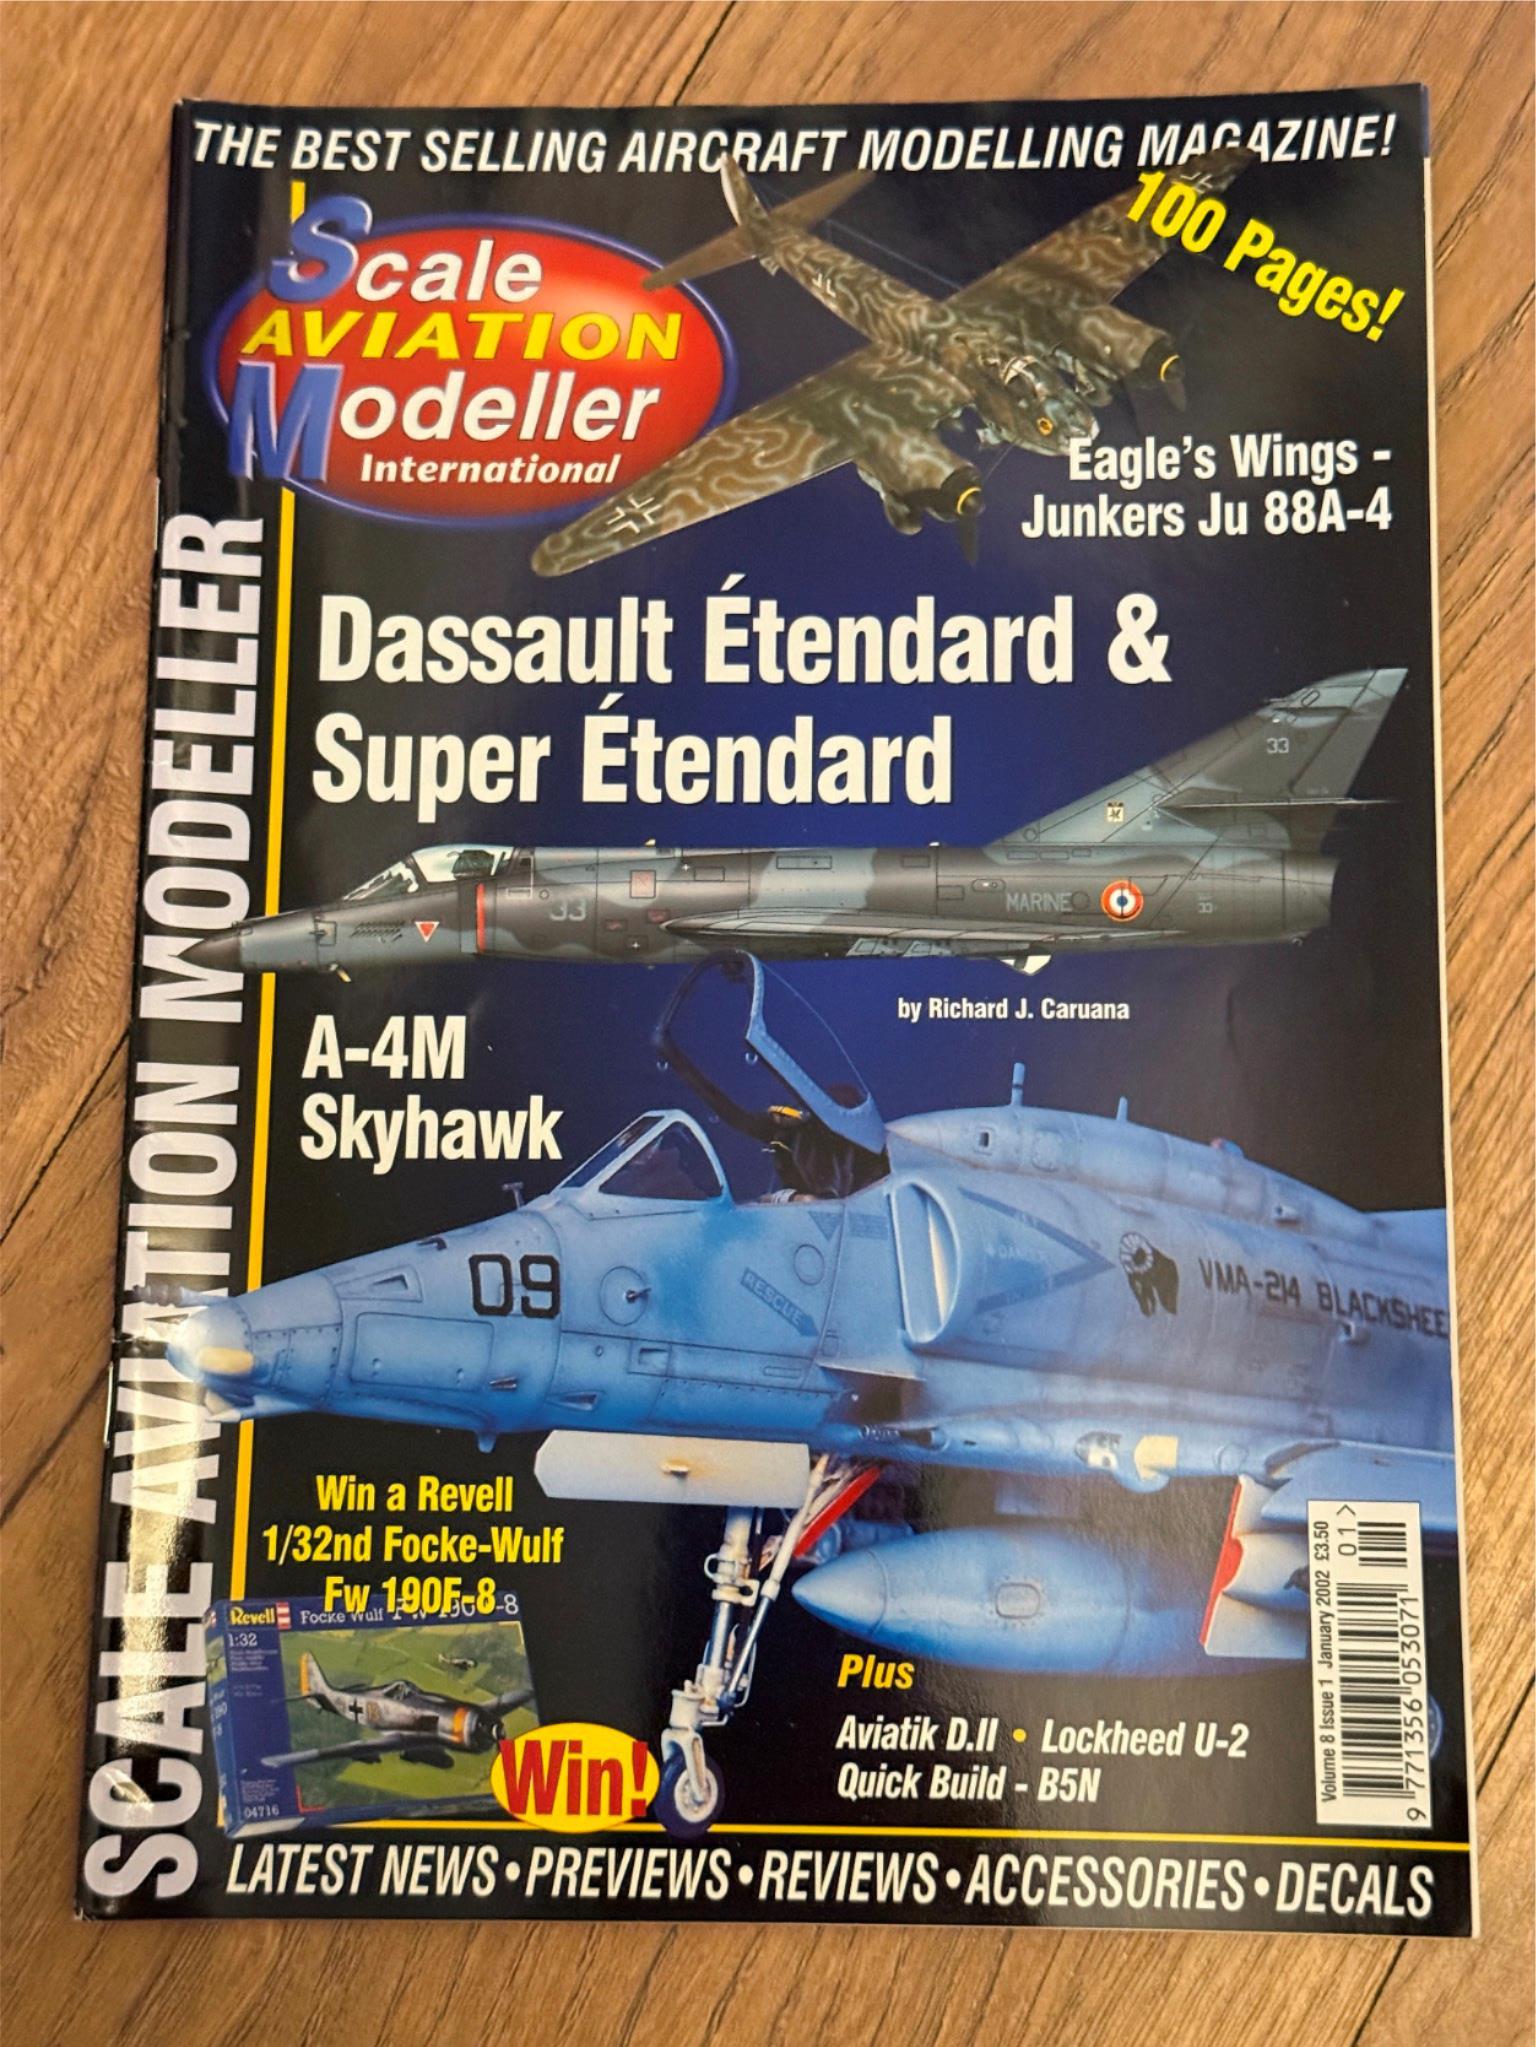 THE BEST SELLING AIRCRAFT MODELLING MAGAZINE!
100 Pages!
Scale
AVIATION
Modeller
International
SCALE AVIATION MODELLER
Eagle's Wings -
Junkers Ju 88A-4
Dassault Étendard &
Super Étendard
33
33
MARINE
33
by Richard J. Caruana
A-4M
Skyhawk
09
RESCUE
VMA-214 BLACKSHEE
Win a Revell
1/32nd Focke-Wulf
Fw 190F-8
Revell
Focke Wulf
1:32
04716
Win!
Plus
Aviatik D.II • Lockheed U-2
Quick Build - B5N
Volume 8 Issue 1 January 2002 £3.50
01>
9 771356 053071
LATEST NEWS • PREVIEWS • REVIEWS • ACCESSORIES • DECALS